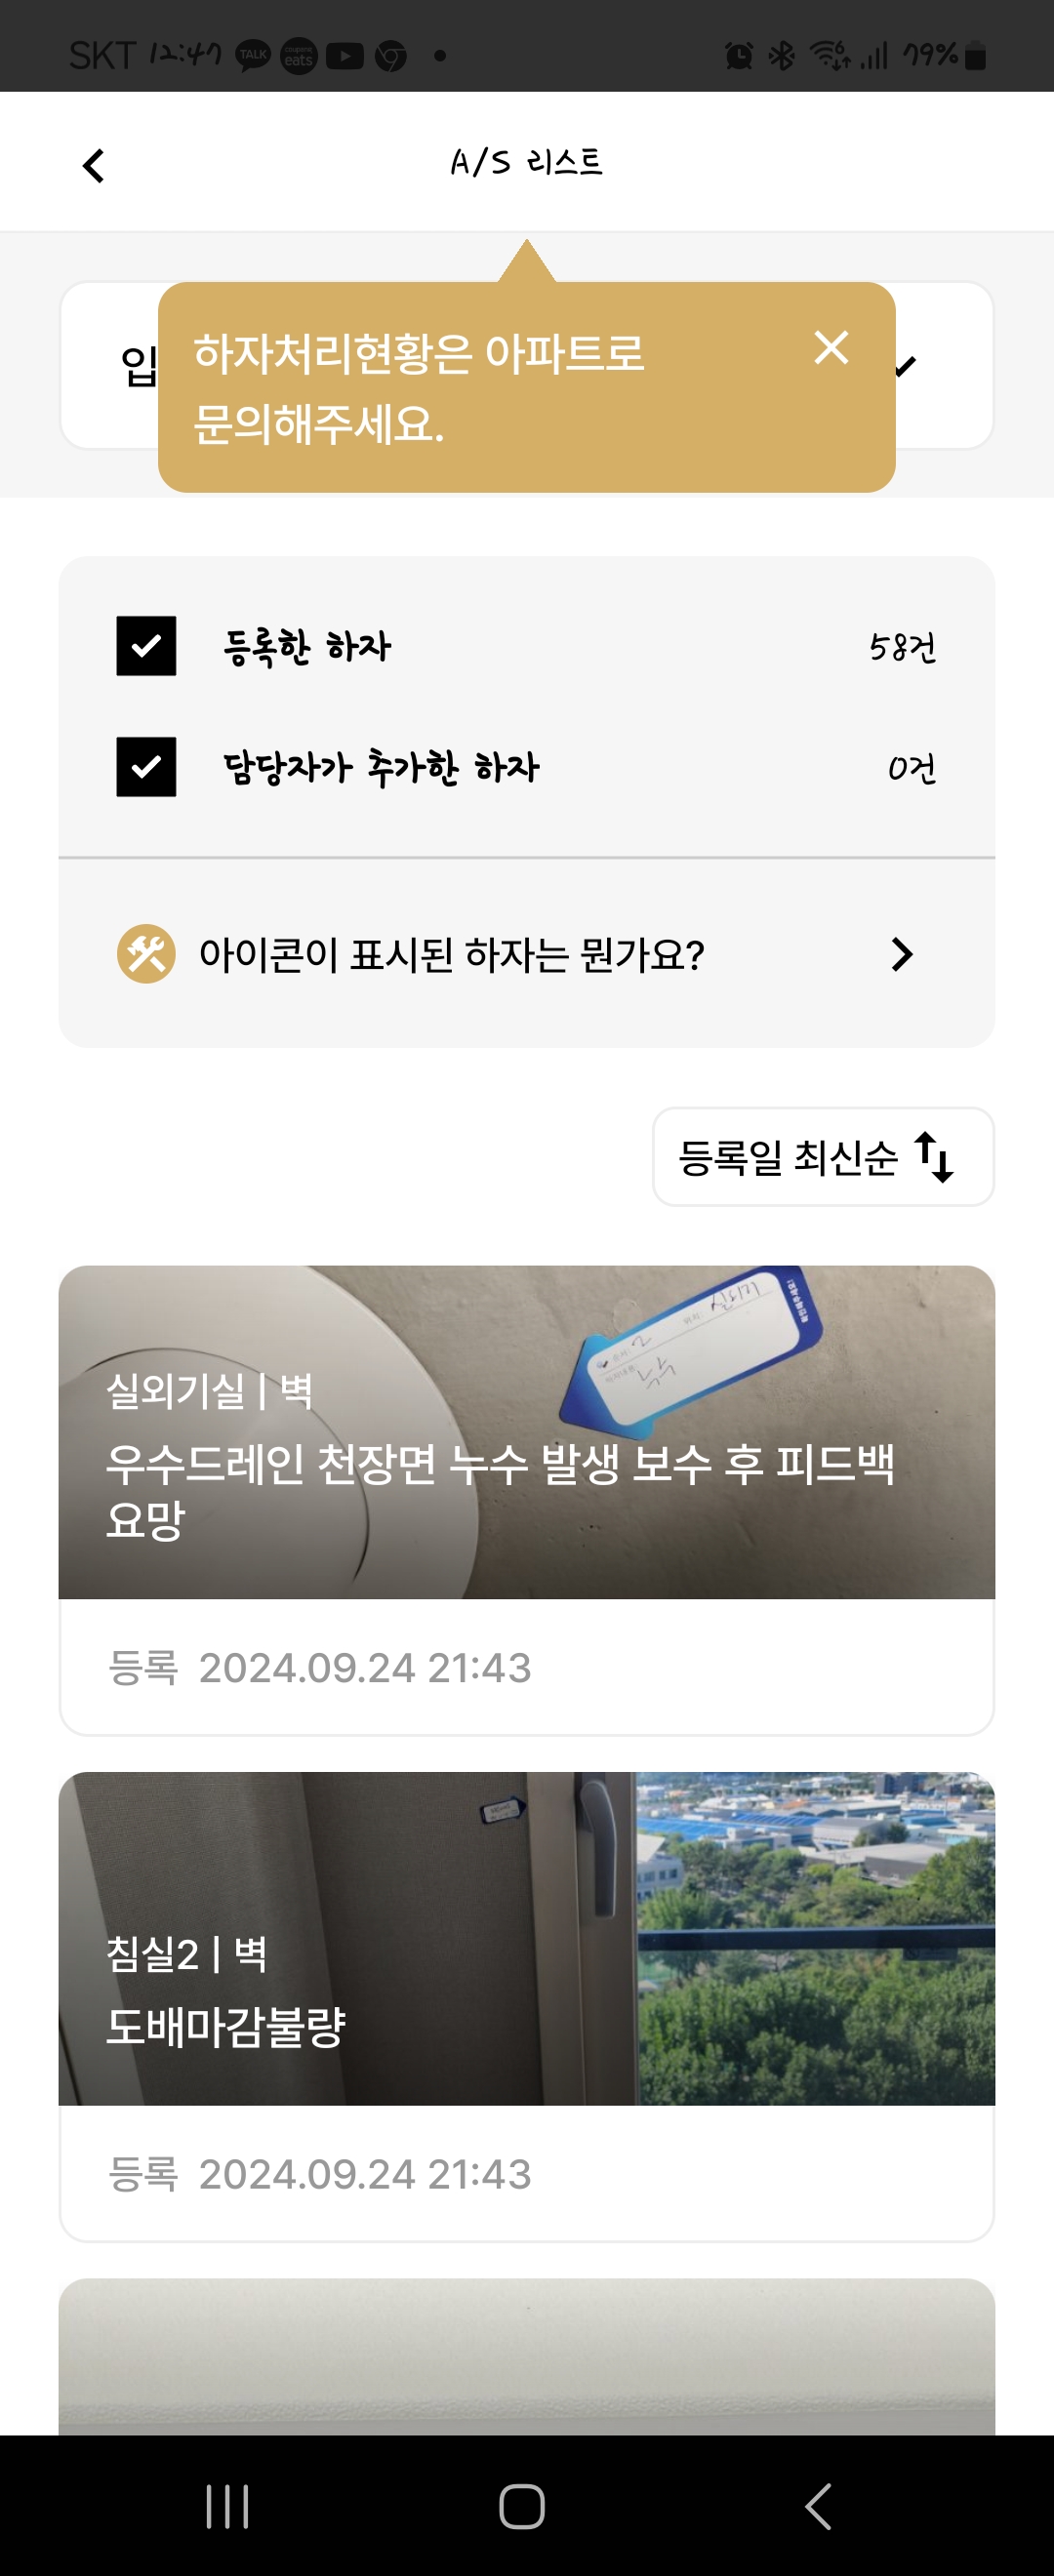 SKT 12:47 TALK coupang eats 79%
A/S 리스트
입
하자처리현황은 아파트로
문의해주세요.
등록한 하자 58건
담당자가 추가한 하자 0건
아이콘이 표시된 하자는 뭔가요?
등록일 최신순
실외기실 | 벽
우수드레인 천장면 누수 발생 보수 후 피드백
요망
등록 2024.09.24 21:43
침실2 | 벽
도배마감불량
등록 2024.09.24 21:43